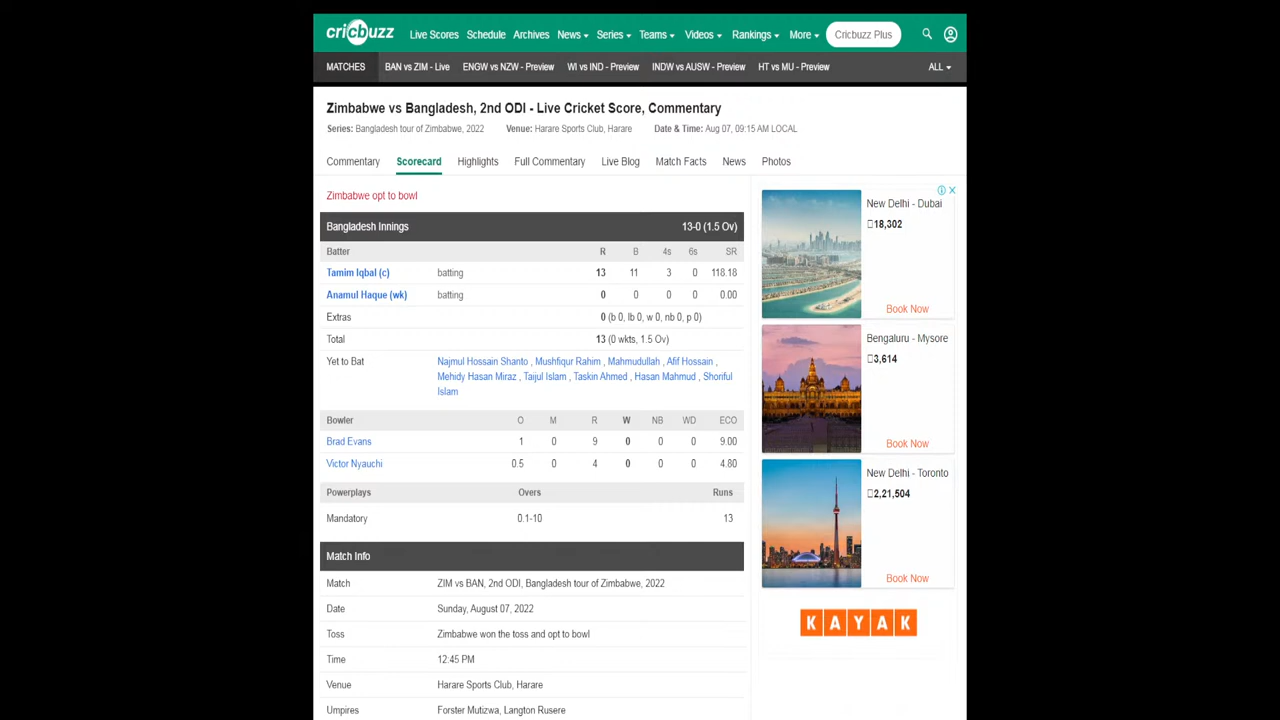 cricbuzz Live Scores Schedule Archives News Series Teams Videos Rankings More Cricbuzz Plus
MATCHES BAN vs ZIM - Live ENGW vs NZW - Preview WI vs IND - Preview INDW vs AUSW - Preview HT vs MU - Preview ALL
Zimbabwe vs Bangladesh, 2nd ODI - Live Cricket Score, Commentary
Series: Bangladesh tour of Zimbabwe, 2022 Venue: Harare Sports Club, Harare Date & Time: Aug 07, 09:15 AM LOCAL
Commentary Scorecard Highlights Full Commentary Live Blog Match Facts News Photos
Zimbabwe opt to bowl
Bangladesh Innings 13-0 (1.5 Ov)
Batter R B 4s 6s SR
Tamim Iqbal (c) batting 13 11 3 0 118.18
Anamul Haque (wk) batting 0 0 0 0 0.00
Extras 0 (b 0, lb 0, w 0, nb 0, p 0)
Total 13 (0 wkts, 1.5 Ov)
Yet to Bat Najmul Hossain Shanto , Mushfiqur Rahim , Mahmudullah , Afif Hossain ,
Mehidy Hasan Miraz , Taijul Islam , Taskin Ahmed , Hasan Mahmud , Shoriful
Islam
Bowler O M R W NB WD ECO
Brad Evans 1 0 9 0 0 0 9.00
Victor Nyauchi 0.5 0 4 0 0 0 4.80
Powerplays Overs Runs
Mandatory 0.1-10 13
Match Info
Match ZIM vs BAN, 2nd ODI, Bangladesh tour of Zimbabwe, 2022
Date Sunday, August 07, 2022
Toss Zimbabwe won the toss and opt to bowl
Time 12:45 PM
Venue Harare Sports Club, Harare
Umpires Forster Mutizwa, Langton Rusere
New Delhi - Dubai
18,302
Book Now
Bengaluru - Mysore
3,614
Book Now
New Delhi - Toronto
2,21,504
Book Now
KAYAK